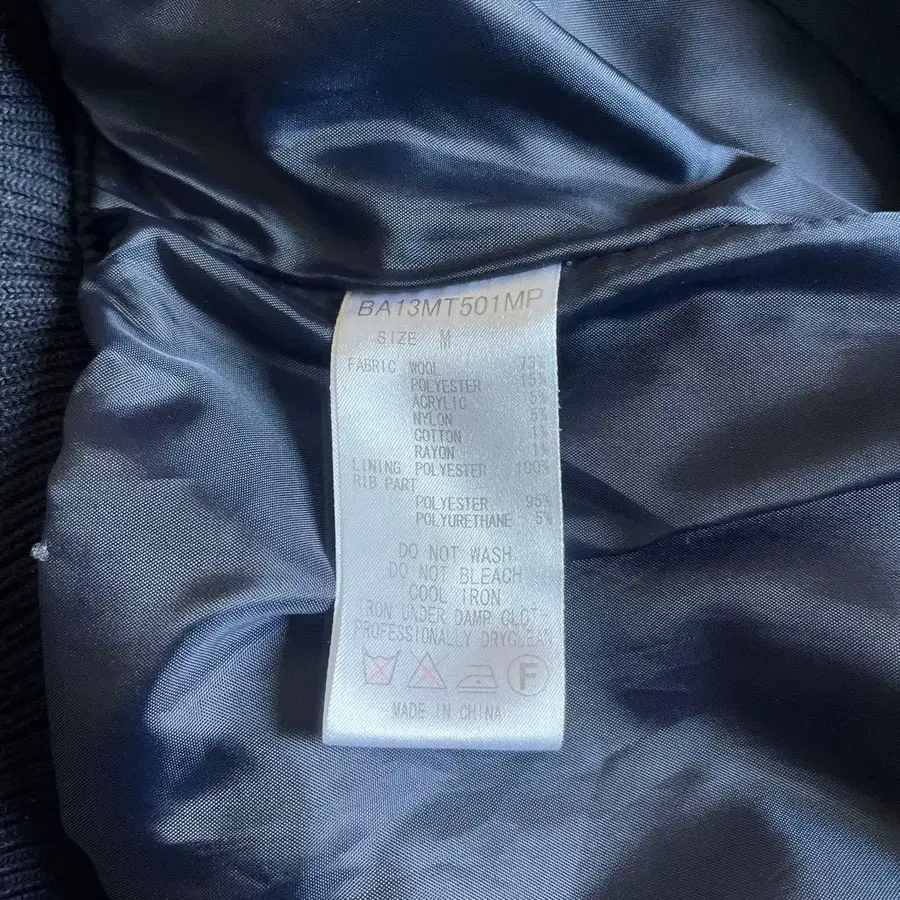 BA13MT501MP
SIZE M
FABRIC WOOL 73%
POLYESTER 15%
ACRYLIC 5%
NYLON 5%
COTTON 1%
RAYON 1%
LINING POLYESTER 100%
RIB PART
POLYESTER 95%
POLYURETHANE 5%
DO NOT WASH
DO NOT BLEACH
COOL IRON
IRON UNDER DAMP CLOTH
PROFESSIONALLY DRYCLEAN
F
MADE IN CHINA